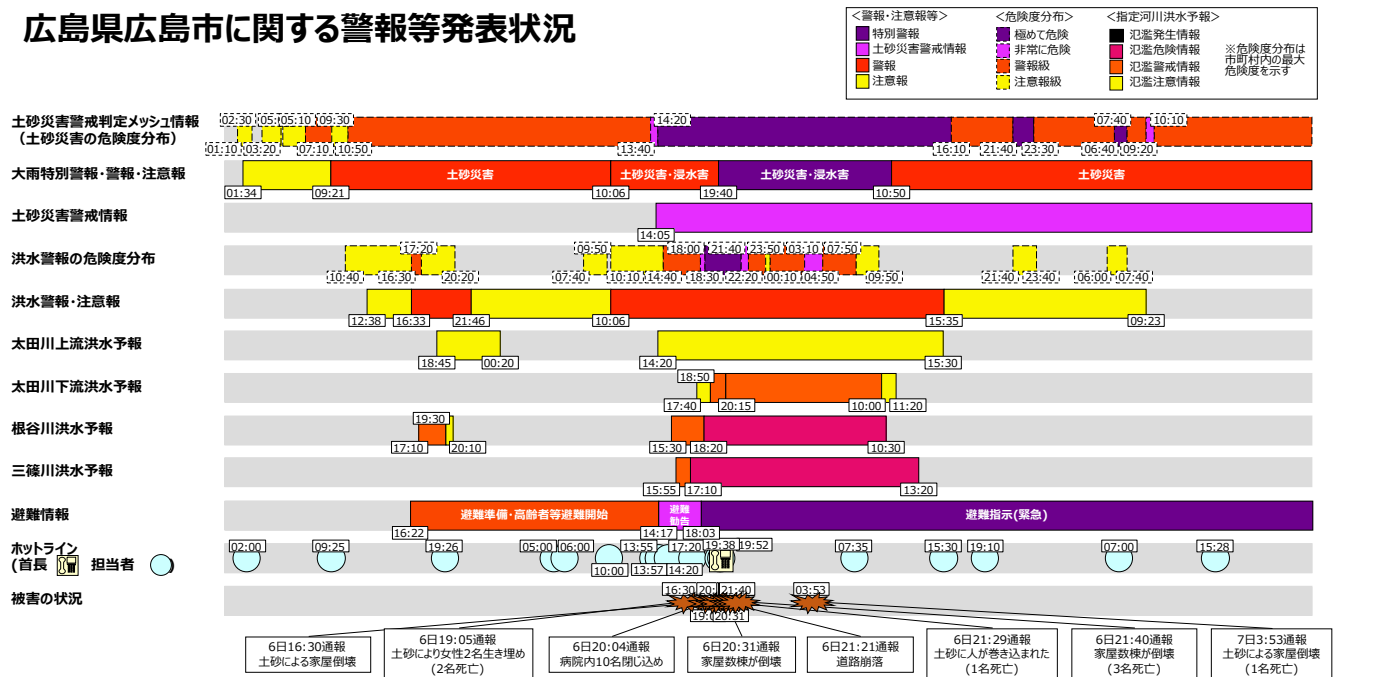 広島県広島市に関する警報等発表状況
<警報・注意報等>
特別警報
土砂災害警戒情報
警報
注意報
<危険度分布>
極めて危険
非常に危険
警報級
注意報級
<指定河川洪水予報>
氾濫発生情報
氾濫危険情報
氾濫警戒情報
氾濫注意情報
※危険度分布は
市町村内の最大
危険度を示す
土砂災害警戒判定メッシュ情報
(土砂災害の危険度分布)
02:30 05:10 09:30 14:20 07:40 10:10
01:10 03:20 07:10 10:50 13:40 16:10 21:40 23:30 06:40 09:20
大雨特別警報・警報・注意報
土砂災害 土砂災害・浸水害 土砂災害・浸水害 土砂災害
01:34 09:21 10:06 19:40 10:50
土砂災害警戒情報
14:05
洪水警報の危険度分布
17:20 09:50 18:00 21:40 23:50 03:10 07:50
10:40 16:30 20:20 07:40 10:10 14:40 18:30 22:20 00:10 04:50 09:50 21:40 23:40 06:00 07:40
洪水警報・注意報
12:38 16:33 21:46 10:06 15:35 09:23
太田川上流洪水予報
18:45 00:20 14:20 15:30
太田川下流洪水予報
18:50
17:40 20:15 10:00 11:20
根谷川洪水予報
19:30
17:10 20:10 15:30 18:20 10:30
三篠川洪水予報
15:55 17:10 13:20
避難情報
避難準備・高齢者等避難開始
避難
勧告
避難指示(緊急)
16:22 14:17 18:03
ホットライン
(首長 担当者 )
02:00 09:25 19:26 05:00 06:00 13:55 17:20 19:38 19:52 07:35 15:30 19:10 07:00 15:28
10:00 13:57 14:20
被害の状況
16:30 21:40 03:53
20:31
6日16:30通報
土砂による家屋倒壊
6日19:05通報
土砂により女性2名生き埋め
(2名死亡)
6日20:04通報
病院内10名閉じ込め
6日20:31通報
家屋数棟が倒壊
6日21:21通報
道路崩落
6日21:29通報
土砂に人が巻き込まれた
(1名死亡)
6日21:40通報
家屋数棟が倒壊
(3名死亡)
7日3:53通報
土砂による家屋倒壊
(1名死亡)